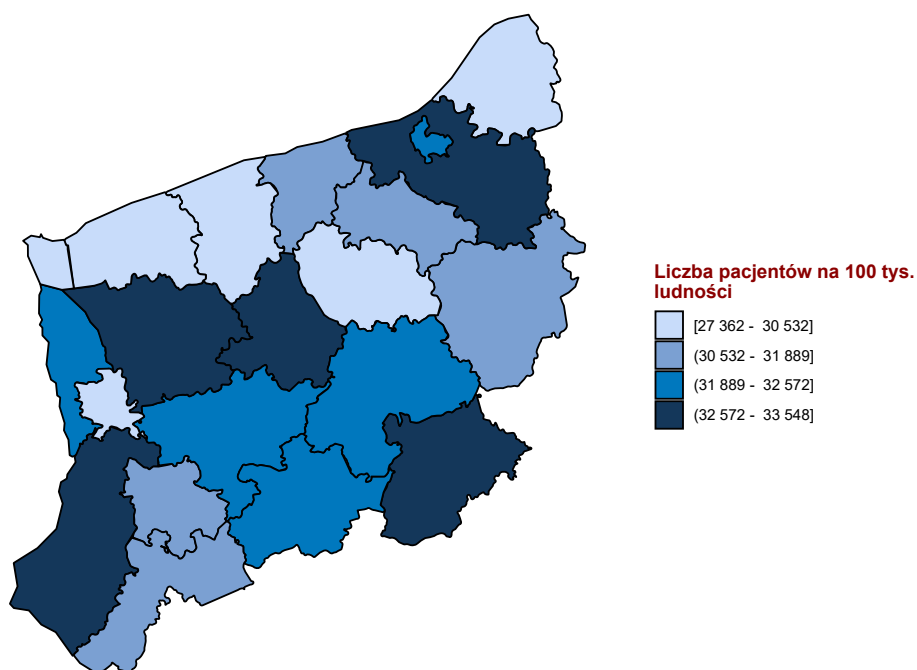 Liczba pacjentów na 100 tys.
ludności
[27 362 - 30 532]
(30 532 - 31 889]
(31 889 - 32 572]
(32 572 - 33 548]